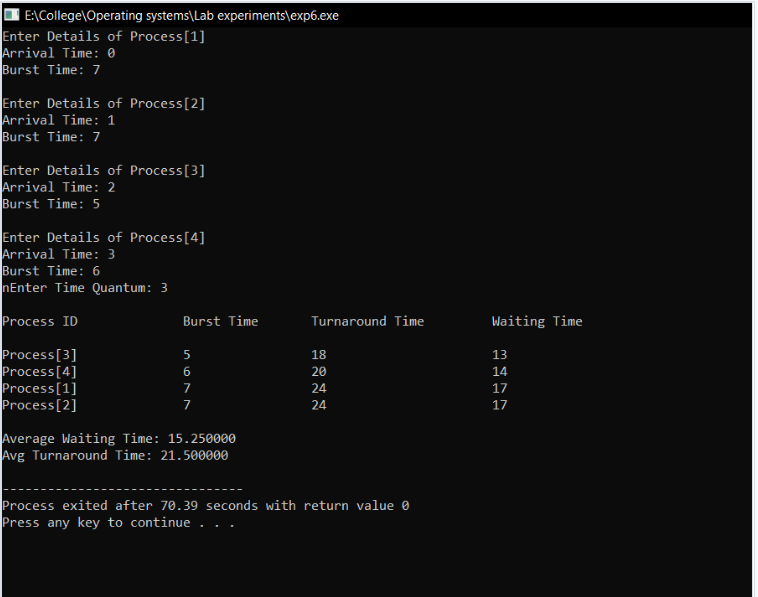 E:\College\Operating systems\Lab experiments\exp6.exe
Enter Details of Process[1]
Arrival Time: 0
Burst Time: 7
Enter Details of Process[2]
Arrival Time: 1
Burst Time: 7
Enter Details of Process[3]
Arrival Time: 2
Burst Time: 5
Enter Details of Process[4]
Arrival Time: 3
Burst Time: 6
nEnter Time Quantum: 3
Process ID Burst Time Turnaround Time Waiting Time
Process[3] 5 18 13
Process[4] 6 20 14
Process[1] 7 24 17
Process[2] 7 24 17
Average Waiting Time: 15.250000
Avg Turnaround Time: 21.500000
--------------------------------
Process exited after 70.39 seconds with return value 0
Press any key to continue . . .